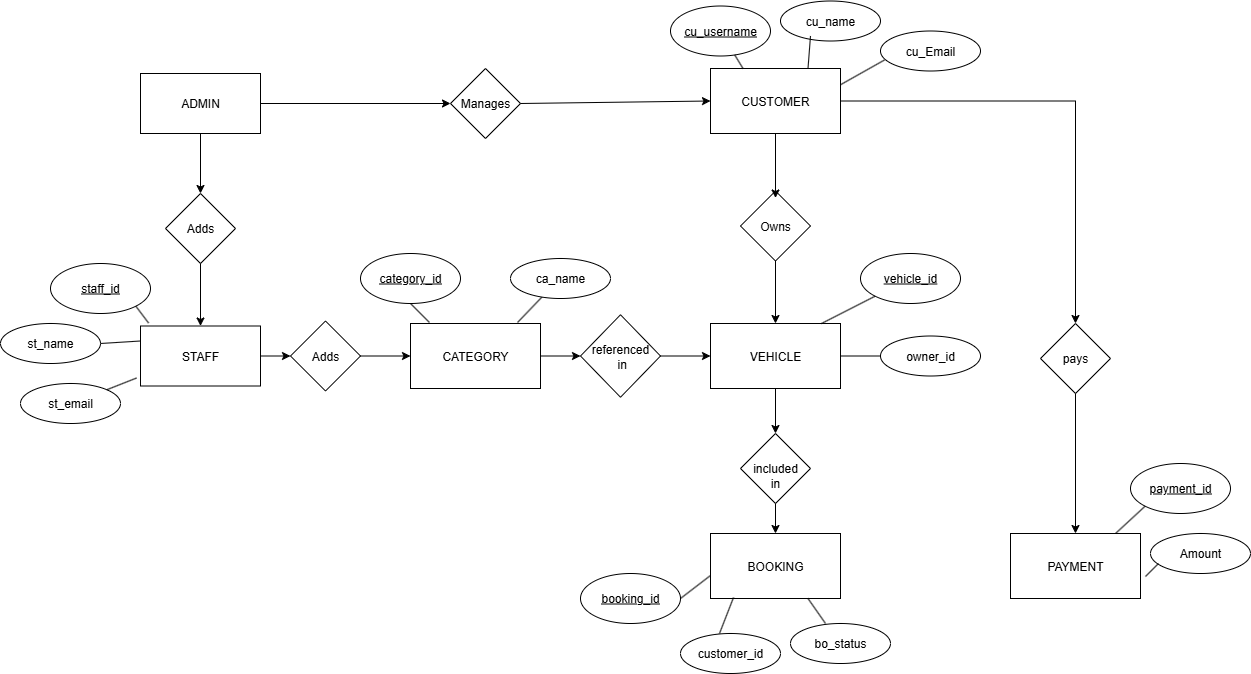 cu_username
cu_name
cu_Email
ADMIN
Manages
CUSTOMER
Adds
Owns
staff_id
category_id
ca_name
vehicle_id
st_name
STAFF
Adds
CATEGORY
referenced
in
VEHICLE
owner_id
pays
st_email
included
in
payment_id
BOOKING
PAYMENT
Amount
booking_id
customer_id
bo_status